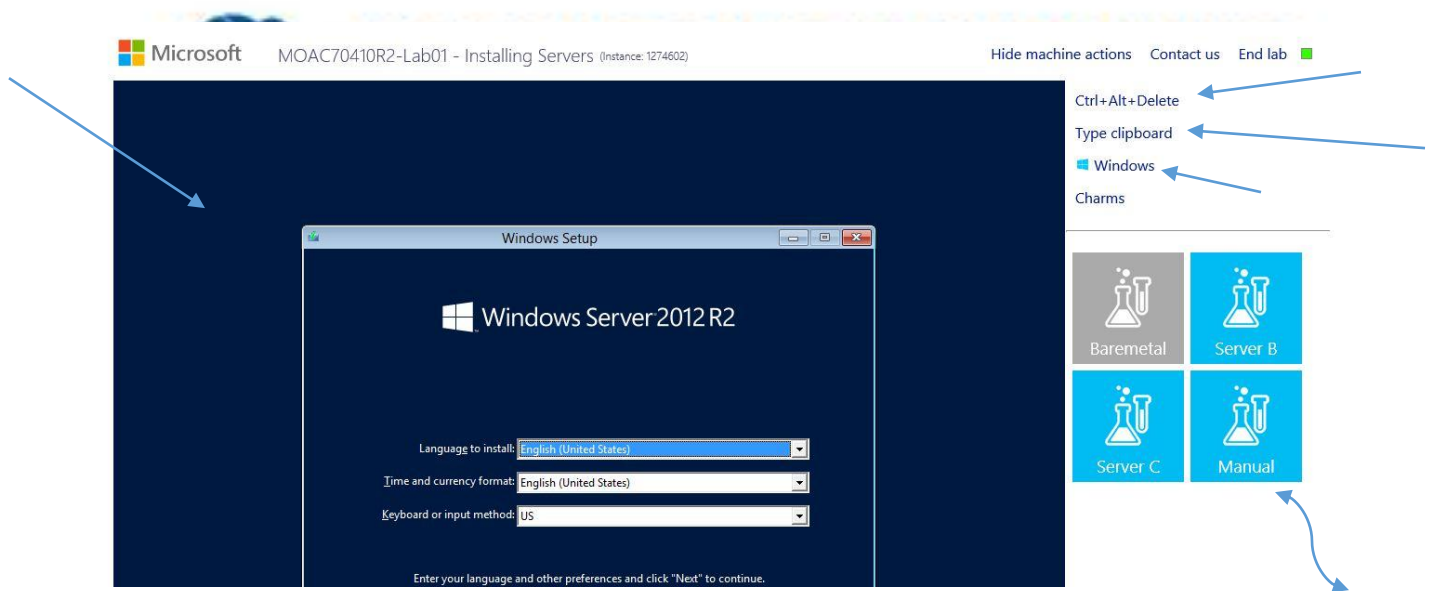 Microsoft MOAC70410R2-Lab01 - Installing Servers (Instance: 1274602) Hide machine actions Contact us End lab
Ctrl+Alt+Delete
Type clipboard
Windows
Charms
Windows Setup
Windows Server 2012 R2
Baremetal Server B
Language to install: English (United States)
Time and currency format: English (United States)
Keyboard or input method: US
Server C Manual
Enter your language and other preferences and click "Next" to continue.